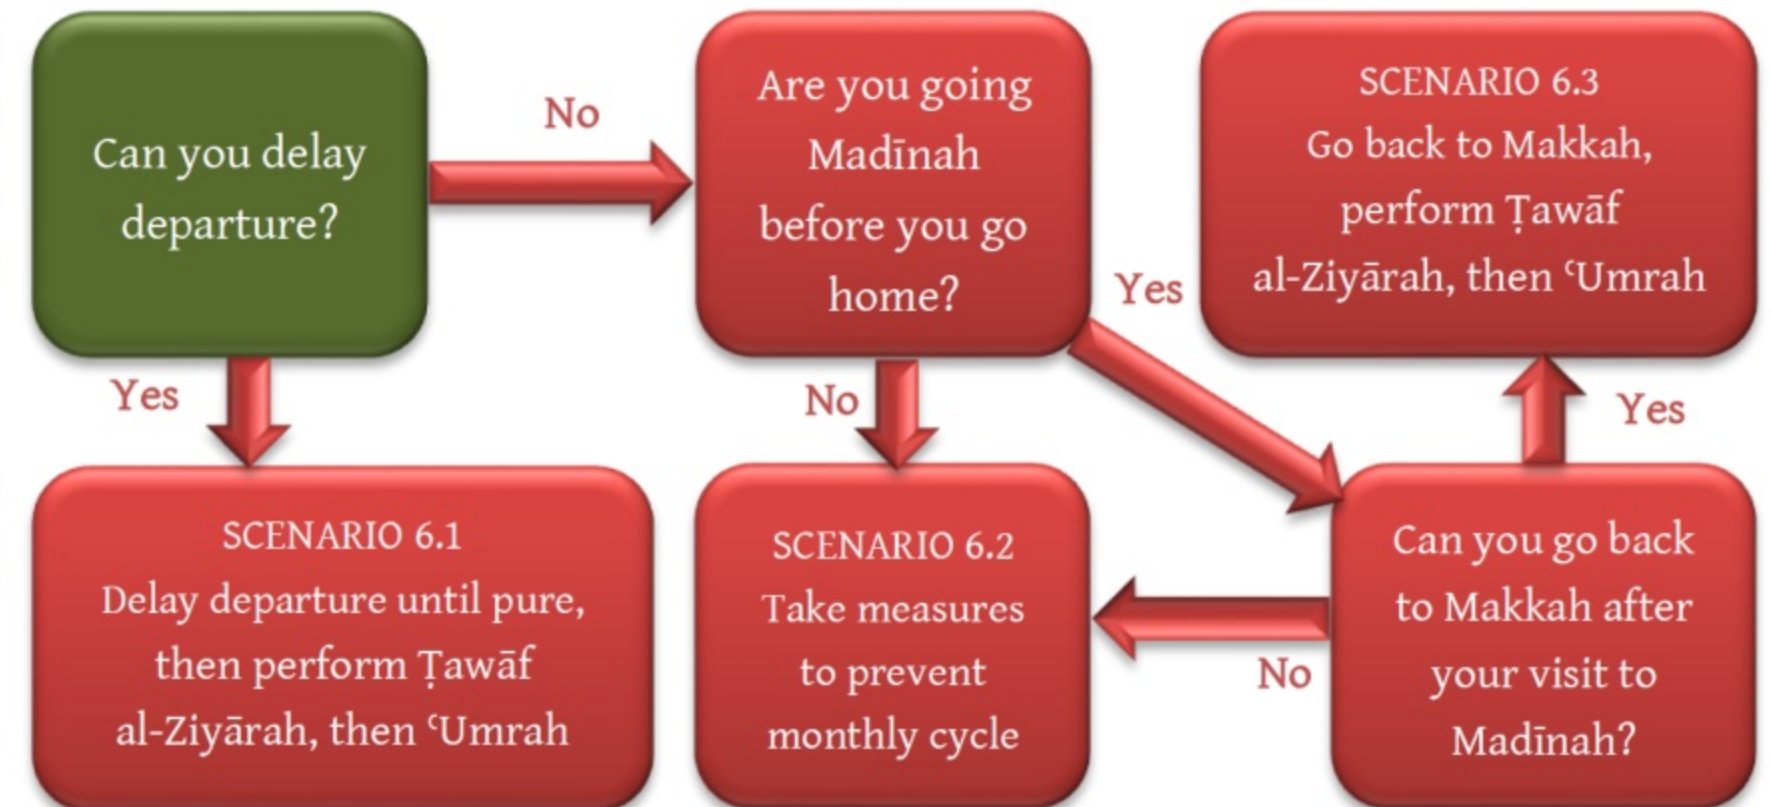 Can you delay
departure?
No
Are you going
Madīnah
before you go
home?
Yes
SCENARIO 6.3
Go back to Makkah,
perform Ṭawāf
al-Ziyārah, then ʿUmrah
Yes
No
Yes
SCENARIO 6.1
Delay departure until pure,
then perform Ṭawāf
al-Ziyārah, then ʿUmrah
SCENARIO 6.2
Take measures
to prevent
monthly cycle
No
Can you go back
to Makkah after
your visit to
Madīnah?